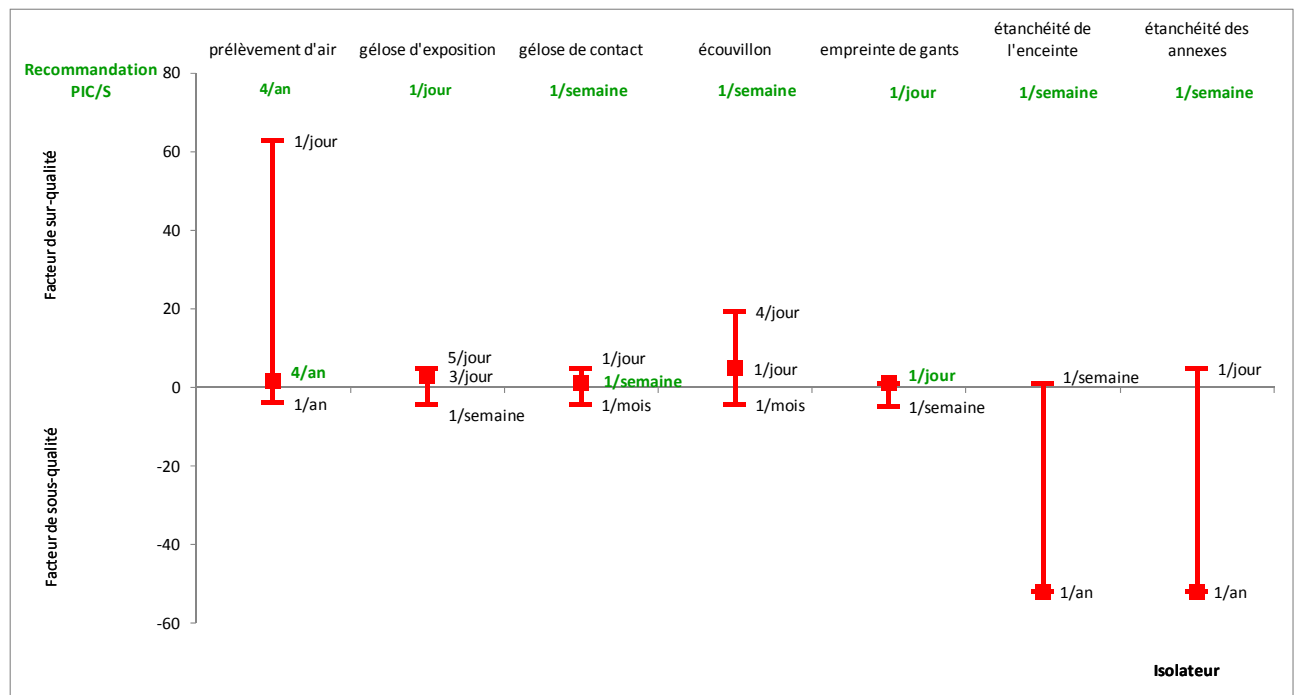 prélèvement d'air
gélose d'exposition
gélose de contact
écouvillon
empreinte de gants
étanchéité de
l'enceinte
étanchéité des
annexes
Recommandation
PIC/S
4/an
1/jour
1/semaine
1/semaine
1/jour
1/semaine
1/semaine
80
60
40
20
0
-20
-40
-60
Facteur de sur-qualité
Facteur de sous-qualité
1/jour
4/an
1/an
5/jour
3/jour
1/semaine
1/jour
1/semaine
1/mois
4/jour
1/jour
1/mois
1/jour
1/semaine
1/semaine
1/an
1/jour
1/an
Isolateur